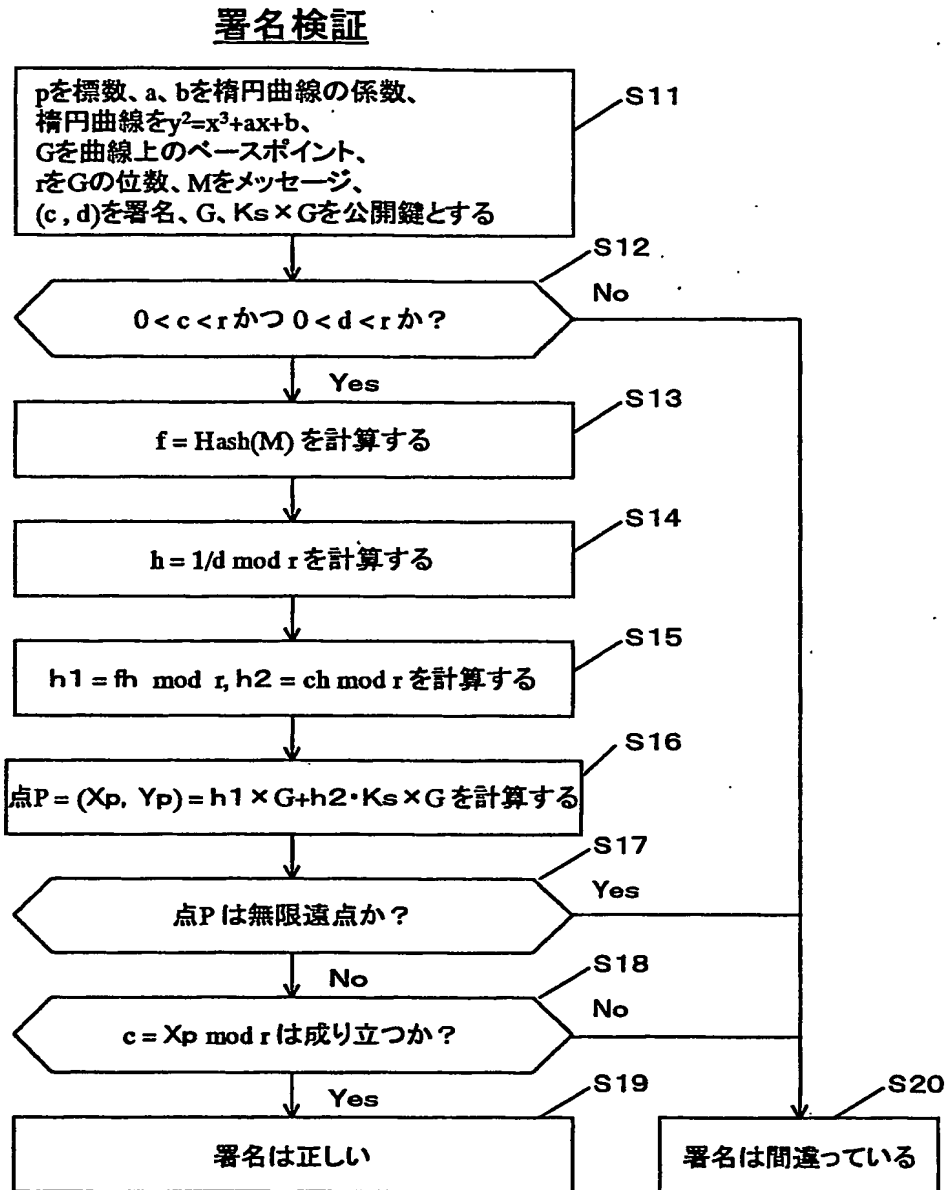 署名検証
pを標数、a、bを楕円曲線の係数、
楕円曲線をy²=x³+ax+b、
Gを曲線上のベースポイント、
rをGの位数、Mをメッセージ、
(c , d)を署名、G、Ks×Gを公開鍵とする
S11
S12
0 < c < r かつ 0 < d < r か？
No
Yes
S13
f = Hash(M) を計算する
S14
h = 1/d mod r を計算する
S15
h1 = fh mod r, h2 = ch mod r を計算する
S16
点P = (Xp, Yp) = h1 × G+h2・Ks × G を計算する
S17
点P は無限遠点か？
Yes
No
S18
c = Xp mod r は成り立つか？
No
Yes
S19
署名は正しい
S20
署名は間違っている